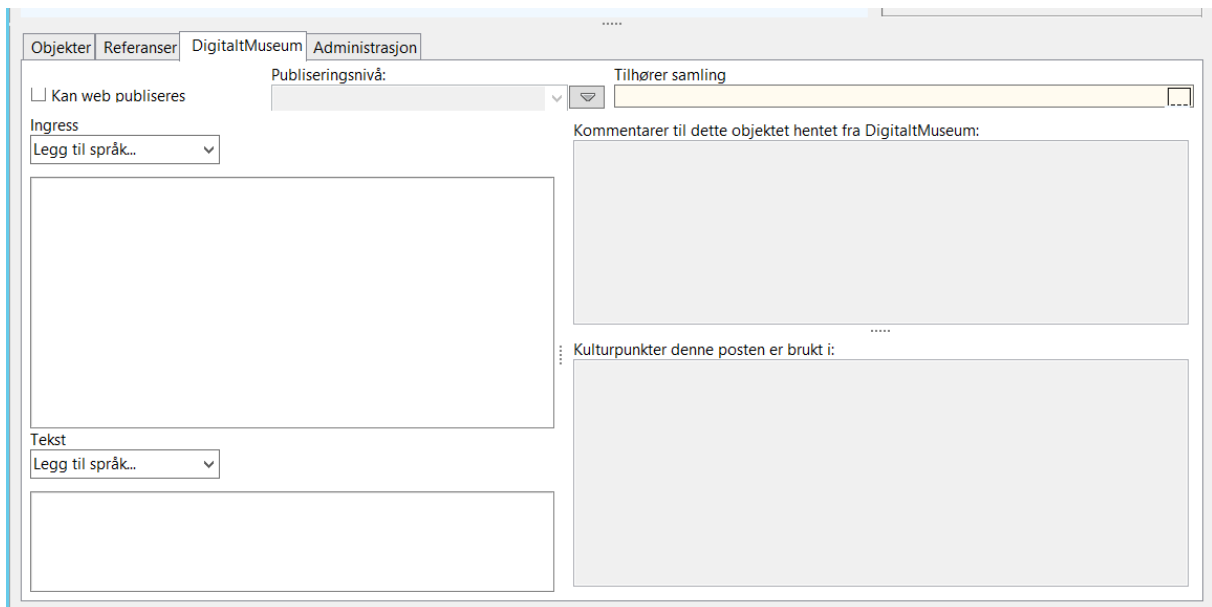 Objekter Referanser DigitaltMuseum Administrasjon
Publiseringsnivå: Tilhører samling
Kan web publiseres
Ingress
Legg til språk...
Kommentarer til dette objektet hentet fra DigitaltMuseum:
Kulturpunkter denne posten er brukt i:
Tekst
Legg til språk...